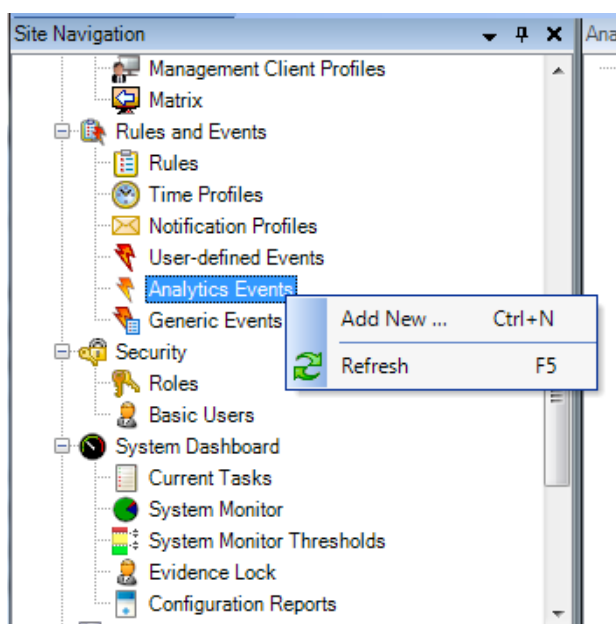 Site Navigation
Ana
Management Client Profiles
Matrix
Rules and Events
Rules
Time Profiles
Notification Profiles
User-defined Events
Analytics Events
Generic Events
Add New ... Ctrl+N
Refresh F5
Security
Roles
Basic Users
System Dashboard
Current Tasks
System Monitor
System Monitor Thresholds
Evidence Lock
Configuration Reports